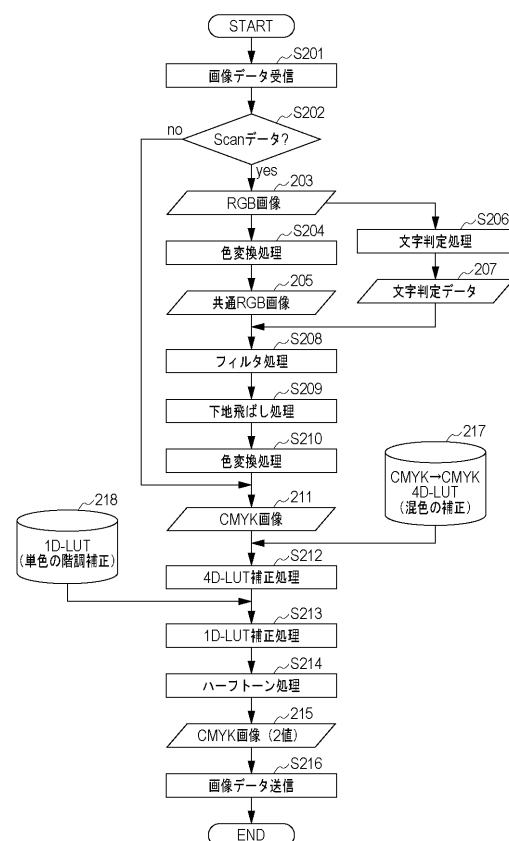 START
S201
画像データ受信
S202
no
Scanデータ?
yes
203
RGB画像
S204
色変換処理
205
共通RGB画像
S206
文字判定処理
207
文字判定データ
S208
フィルタ処理
S209
下地飛ばし処理
S210
色変換処理
211
CMYK画像
217
CMYK→CMYK
4D-LUT
(混色の補正)
218
1D-LUT
(単色の階調補正)
S212
4D-LUT補正処理
S213
1D-LUT補正処理
S214
ハーフトーン処理
215
CMYK画像(2値)
S216
画像データ送信
END